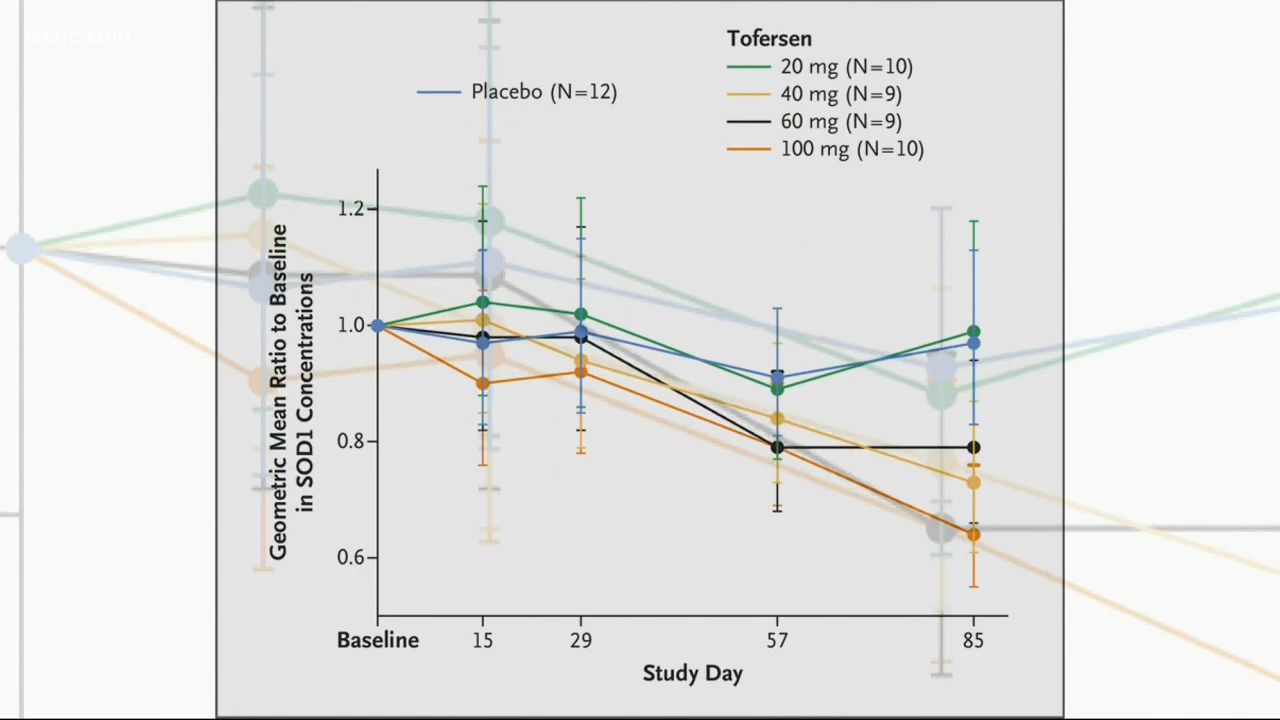 wcnc.com
Tofersen
20 mg (N=10)
Placebo (N=12)
40 mg (N=9)
60 mg (N=9)
100 mg (N=10)
Geometric Mean Ratio to Baseline
in SOD1 Concentrations
1.2
1.0
0.8
0.6
Baseline 15 29 57 85
Study Day